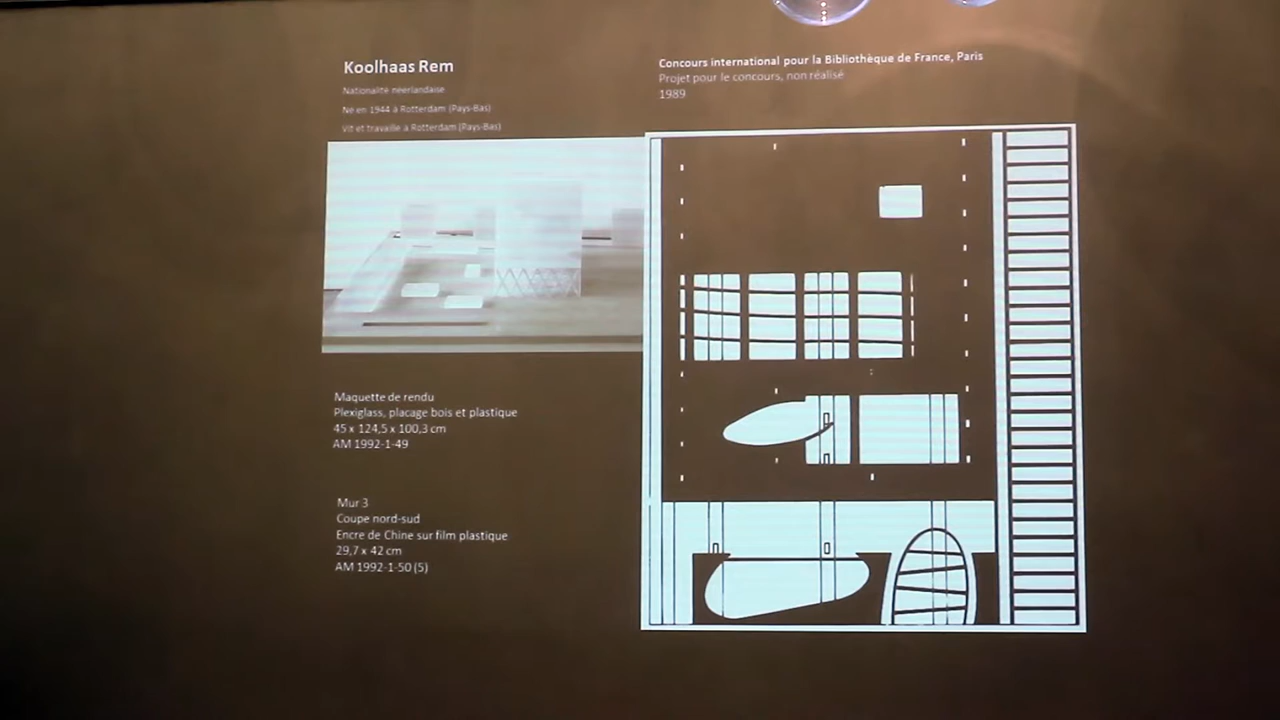 Koolhaas Rem
Nationalité néerlandaise
Né en 1944 à Rotterdam (Pays-Bas)
Vit et travaille à Rotterdam (Pays-Bas)
Concours international pour la Bibliothèque de France, Paris
Projet pour le concours, non réalisé
1989
Maquette de rendu
Plexiglass, placage bois et plastique
45 x 124,5 x 100,3 cm
AM 1992-1-49
Mur 3
Coupe nord-sud
Encre de Chine sur film plastique
29,7 x 42 cm
AM 1992-1-50 (5)